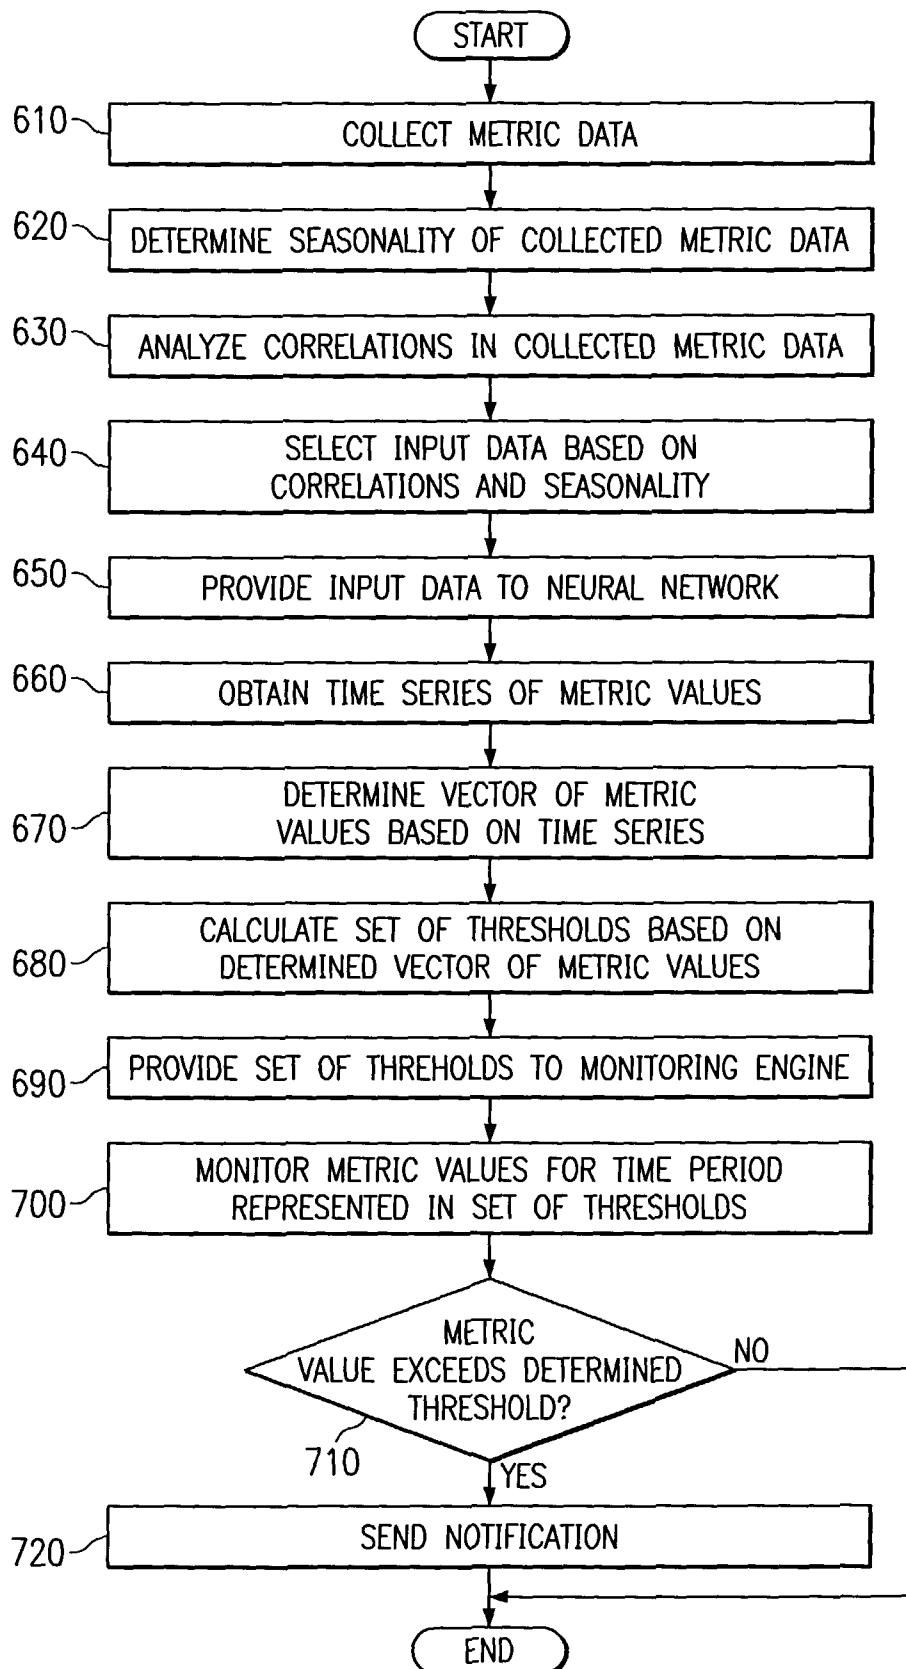 START
610
COLLECT METRIC DATA
620
DETERMINE SEASONALITY OF COLLECTED METRIC DATA
630
ANALYZE CORRELATIONS IN COLLECTED METRIC DATA
640
SELECT INPUT DATA BASED ON
CORRELATIONS AND SEASONALITY
650
PROVIDE INPUT DATA TO NEURAL NETWORK
660
OBTAIN TIME SERIES OF METRIC VALUES
670
DETERMINE VECTOR OF METRIC
VALUES BASED ON TIME SERIES
680
CALCULATE SET OF THRESHOLDS BASED ON
DETERMINED VECTOR OF METRIC VALUES
690
PROVIDE SET OF THREHOLDS TO MONITORING ENGINE
700
MONITOR METRIC VALUES FOR TIME PERIOD
REPRESENTED IN SET OF THRESHOLDS
METRIC
VALUE EXCEEDS DETERMINED
THRESHOLD?
NO
710
YES
720
SEND NOTIFICATION
END